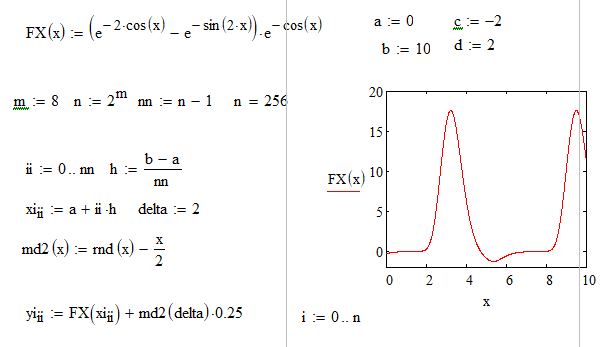 FX(x) := (e^(-2·cos(x)) - e^(-sin(2·x)))·e^(-cos(x))
a := 0 c := -2
b := 10 d := 2
m := 8 n := 2^m nn := n - 1 n = 256
ii := 0.. nn h := (b - a)/nn
xi_ii := a + ii·h delta := 2
md2(x) := rnd(x) - x/2
yi_ii := FX(xi_ii) + md2(delta)·0.25
i := 0.. n
20
15
FX(x) 10
5
0
0 2 4 6 8 10
x